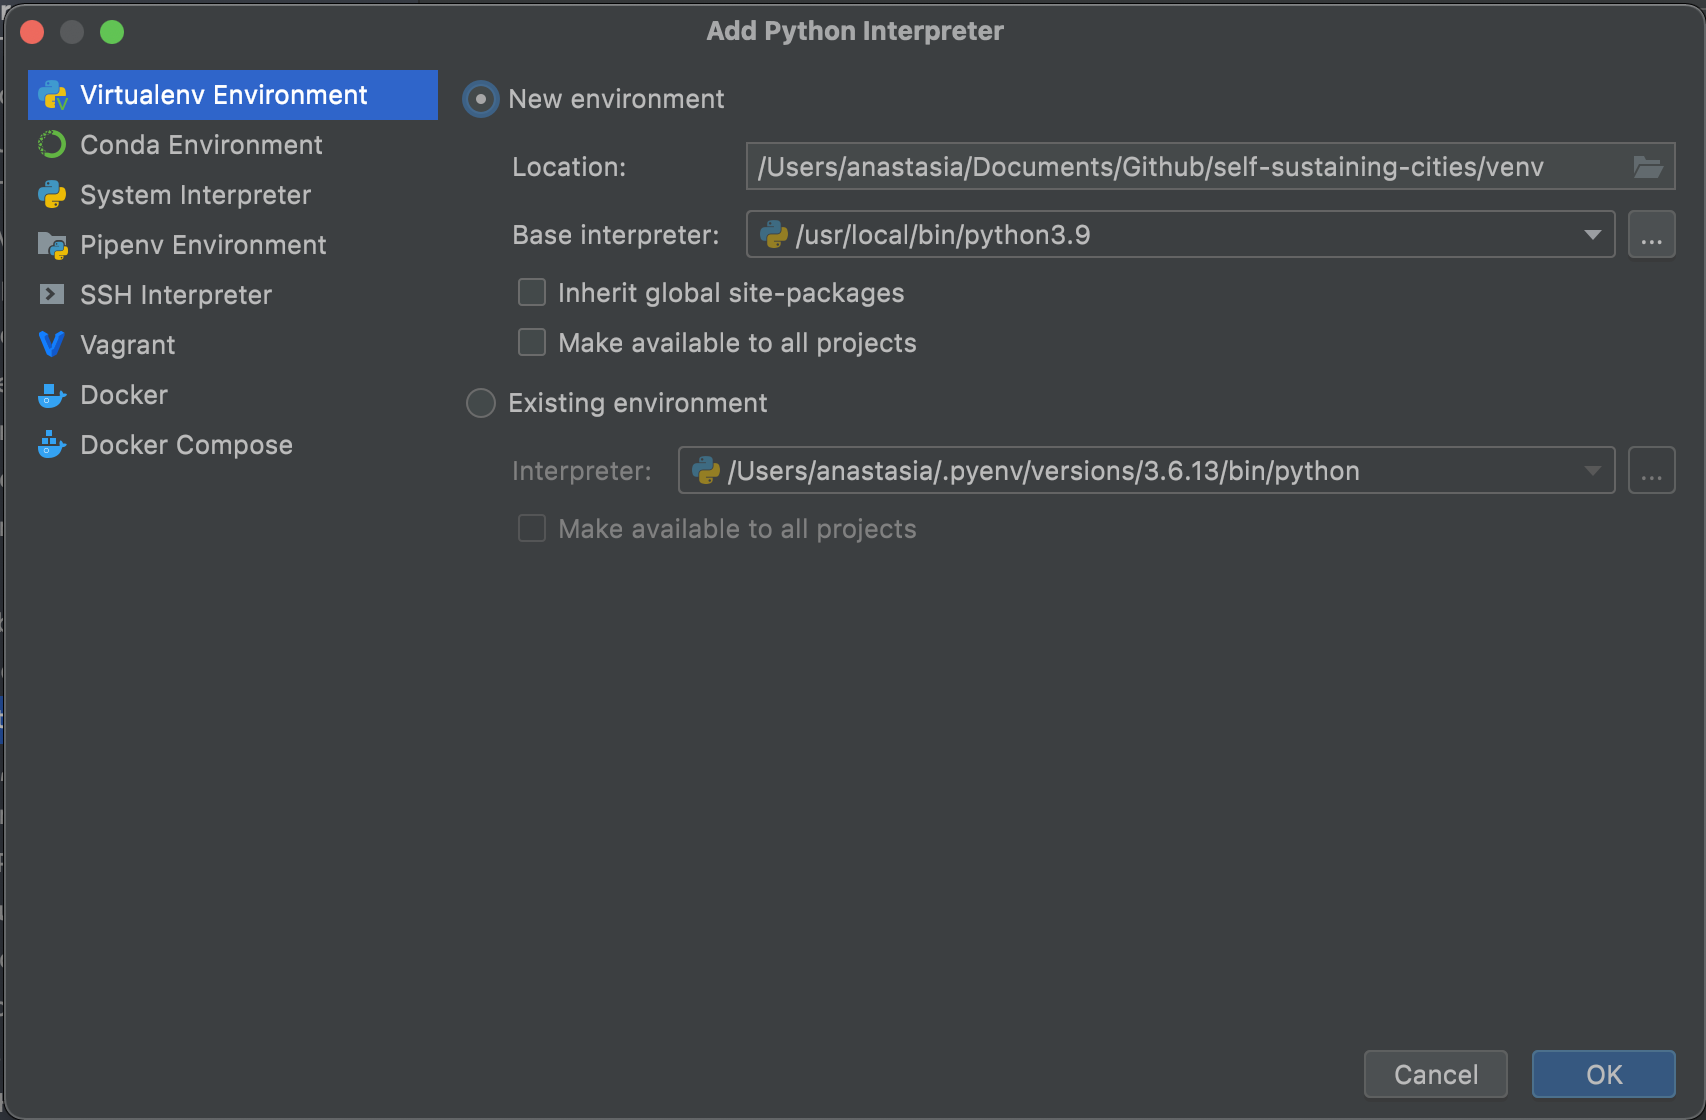 Add Python Interpreter
Virtualenv Environment
Conda Environment
System Interpreter
Pipenv Environment
SSH Interpreter
Vagrant
Docker
Docker Compose
New environment
Location: /Users/anastasia/Documents/Github/self-sustaining-cities/venv
Base interpreter: /usr/local/bin/python3.9 ...
Inherit global site-packages
Make available to all projects
Existing environment
Interpreter: /Users/anastasia/.pyenv/versions/3.6.13/bin/python ...
Make available to all projects
Cancel OK